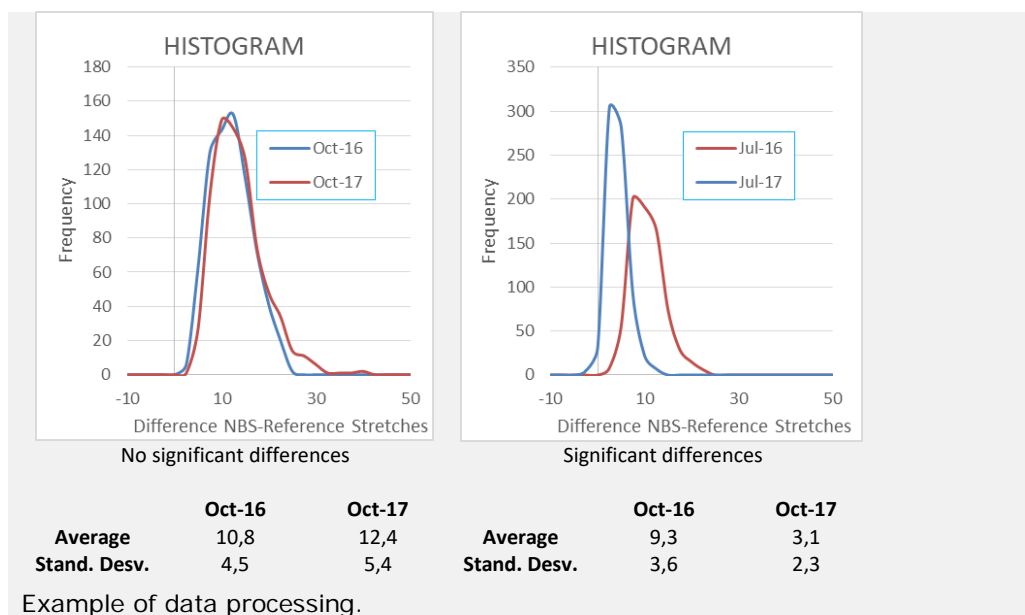 HISTOGRAM
180
160
140
120
100
80
60
40
20
0
Frequency
Oct-16
Oct-17
-10 10 30 50
Difference NBS-Reference Stretches
No significant differences
HISTOGRAM
350
300
250
200
150
100
50
0
Frequency
Jul-16
Jul-17
-10 10 30 50
Difference NBS-Reference Stretches
Significant differences
Oct-16 Oct-17 Oct-16 Oct-17
Average 10,8 12,4 Average 9,3 3,1
Stand. Desv. 4,5 5,4 Stand. Desv. 3,6 2,3
Example of data processing.